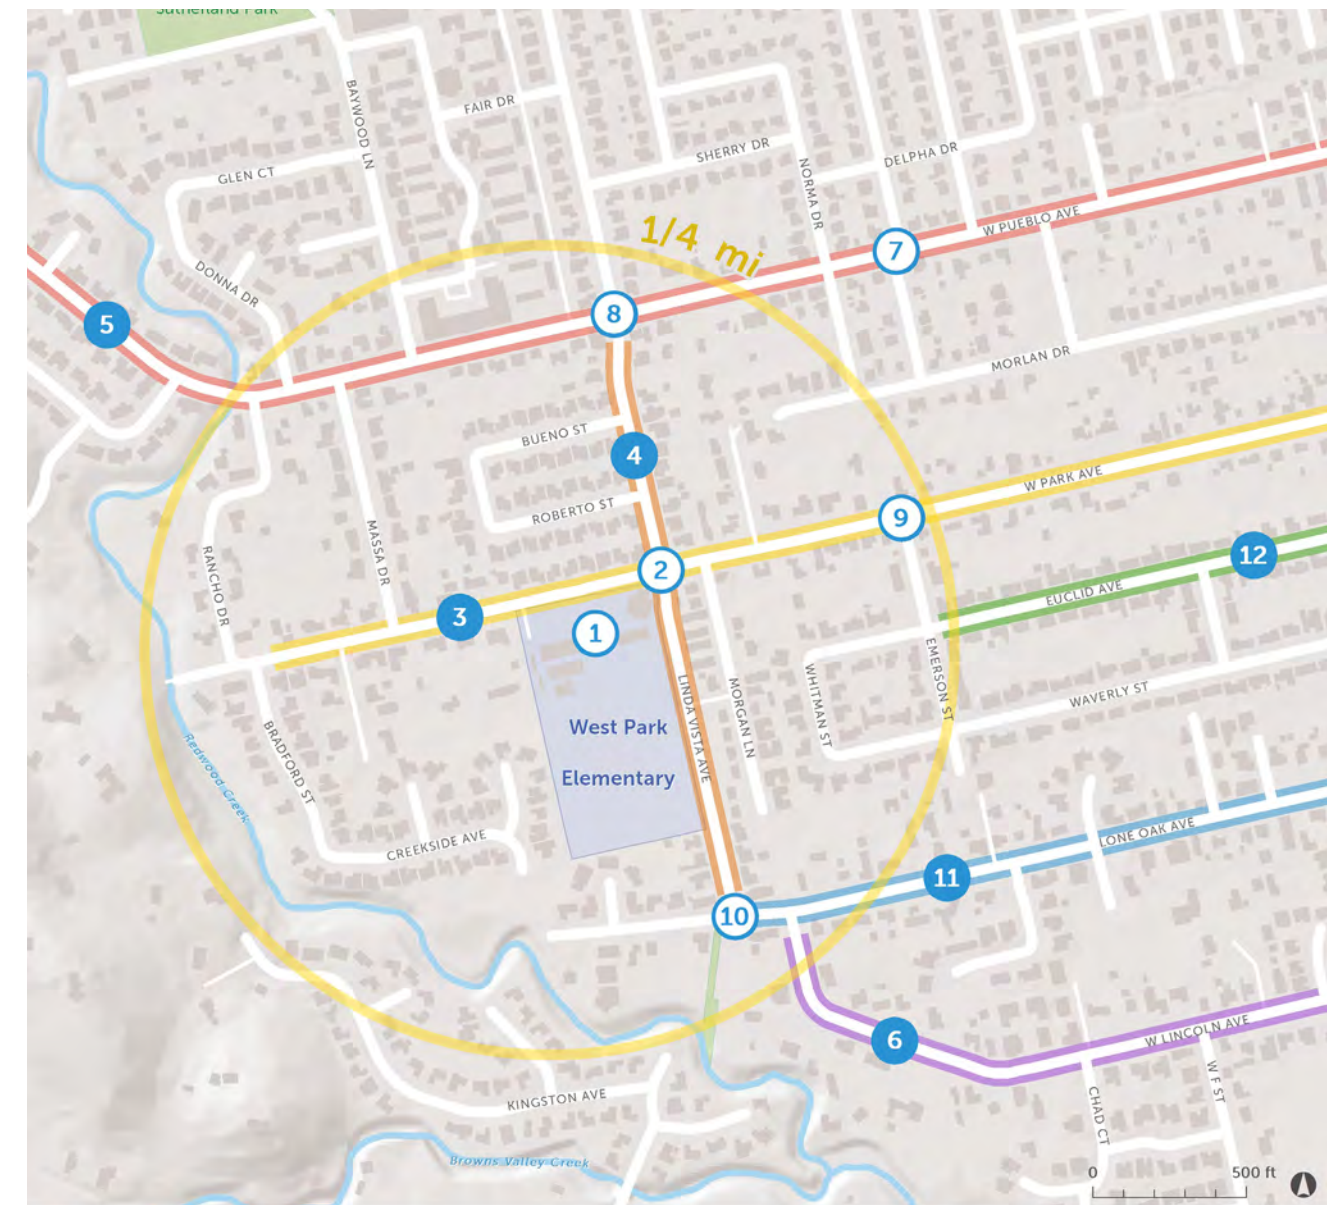 Sutherland Park
BAYWOOD LN
FAIR DR
SHERRY DR
NORMA DR
DELPHA DR
GLEN CT
W PUEBLO AVE
1/4 mi
7
DONNA DR
8
5
MORLAN DR
BUENO ST
4
W PARK AVE
ROBERTO ST
9
MASSA DR
RANCHO DR
2
12
EUCLID AVE
3
1
EMERSON ST
WHITMAN ST
MORGAN LN
LINDA VISTA AVE
WAVERLY ST
West Park
Elementary
BRADFORD ST
Redwood Creek
CREEKSIDE AVE
LONE OAK AVE
11
10
6
W LINCOLN AVE
W F ST
CHAD CT
KINGSTON AVE
Browns Valley Creek
0 500 ft